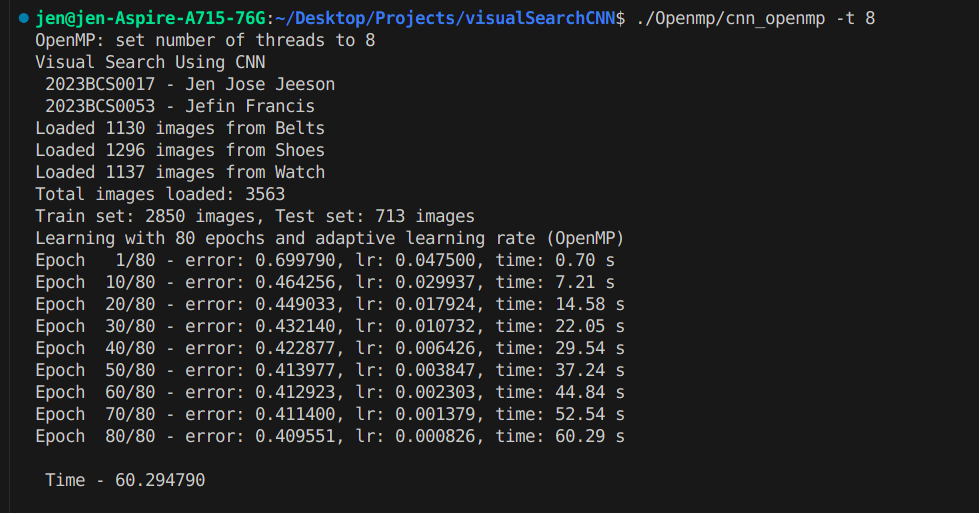 jen@jen-Aspire-A715-76G:~/Desktop/Projects/visualSearchCNN$ ./Openmp/cnn_openmp -t 8
OpenMP: set number of threads to 8
Visual Search Using CNN
 2023BCS0017 - Jen Jose Jeeson
 2023BCS0053 - Jefin Francis
Loaded 1130 images from Belts
Loaded 1296 images from Shoes
Loaded 1137 images from Watch
Total images loaded: 3563
Train set: 2850 images, Test set: 713 images
Learning with 80 epochs and adaptive learning rate (OpenMP)
Epoch   1/80 - error: 0.699790, lr: 0.047500, time: 0.70 s
Epoch  10/80 - error: 0.464256, lr: 0.029937, time: 7.21 s
Epoch  20/80 - error: 0.449033, lr: 0.017924, time: 14.58 s
Epoch  30/80 - error: 0.432140, lr: 0.010732, time: 22.05 s
Epoch  40/80 - error: 0.422877, lr: 0.006426, time: 29.54 s
Epoch  50/80 - error: 0.413977, lr: 0.003847, time: 37.24 s
Epoch  60/80 - error: 0.412923, lr: 0.002303, time: 44.84 s
Epoch  70/80 - error: 0.411400, lr: 0.001379, time: 52.54 s
Epoch  80/80 - error: 0.409551, lr: 0.000826, time: 60.29 s
 Time - 60.294790